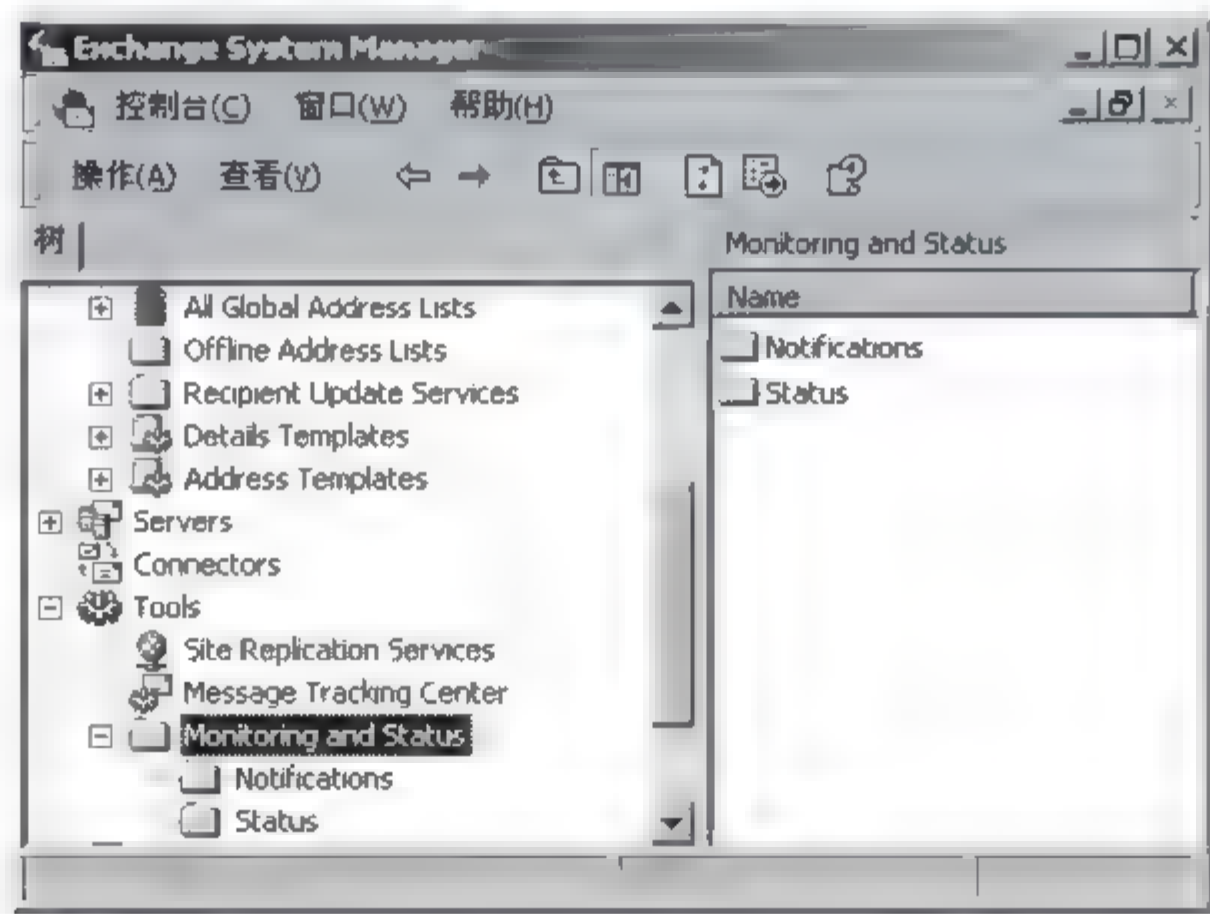 Exchange System Manager
控制台(C) 窗口(W) 帮助(H)
操作(A) 查看(V)
树
Monitoring and Status
Name
All Global Address Lists
Offline Address Lists
Recipient Update Services
Details Templates
Address Templates
Servers
Connectors
Tools
Site Replication Services
Message Tracking Center
Monitoring and Status
Notifications
Status
Notifications
Status